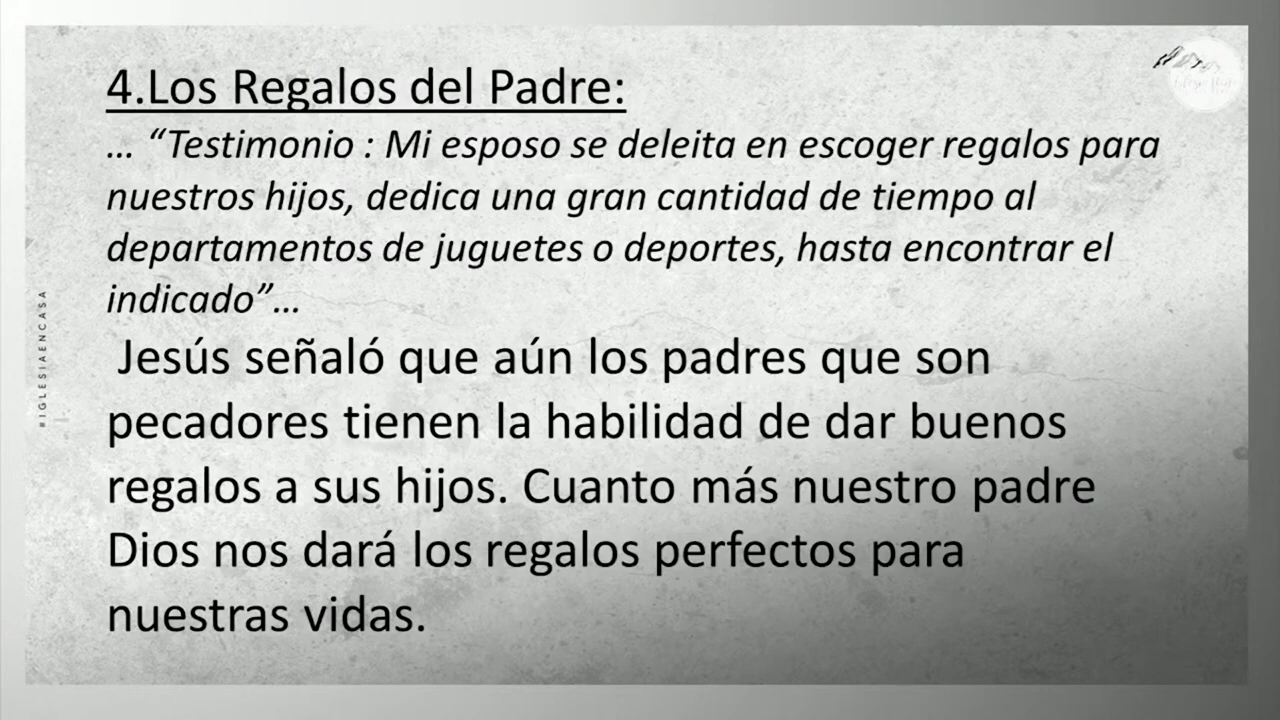 4.Los Regalos del Padre:
… “Testimonio : Mi esposo se deleita en escoger regalos para
nuestros hijos, dedica una gran cantidad de tiempo al
departamentos de juguetes o deportes, hasta encontrar el
indicado”…
Jesús señaló que aún los padres que son
pecadores tienen la habilidad de dar buenos
regalos a sus hijos. Cuanto más nuestro padre
Dios nos dará los regalos perfectos para
nuestras vidas.
#IGLESIAENCASA